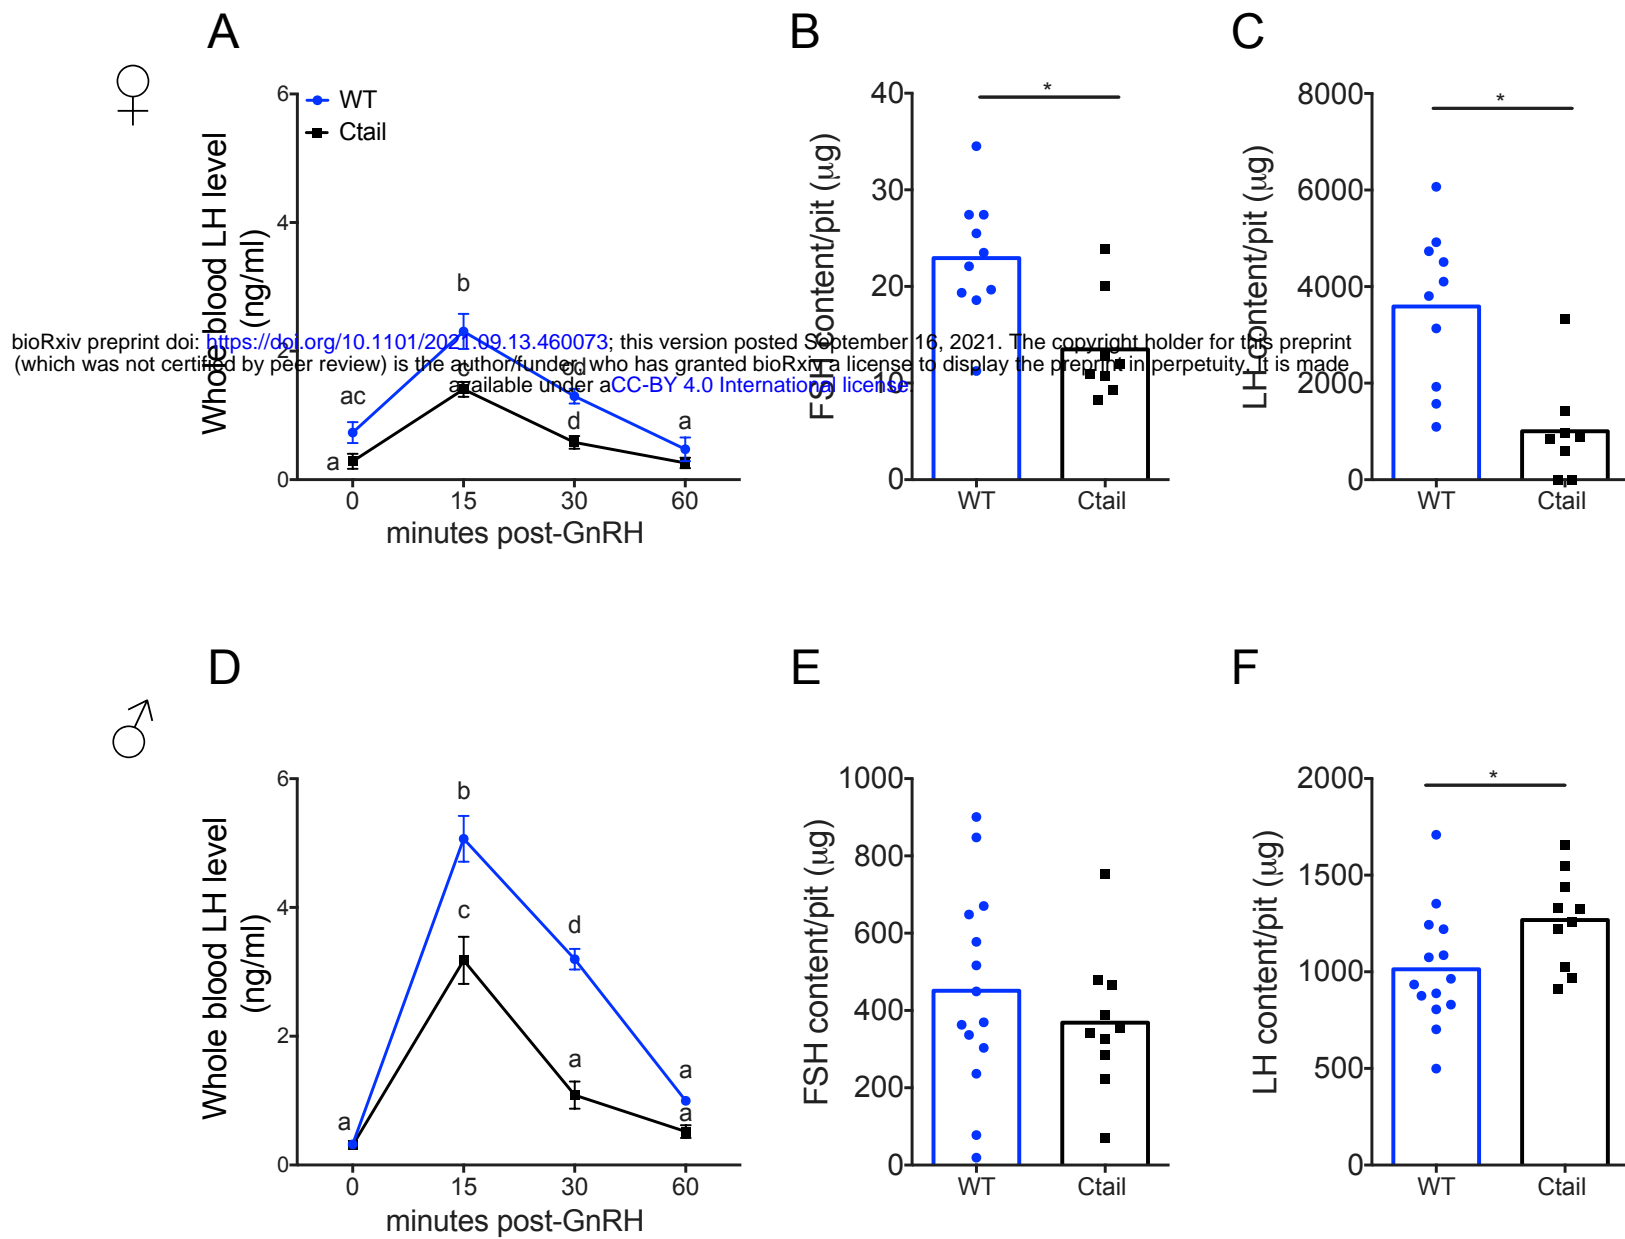 A
B
C
♀
WT
Ctail
Whole blood LH level
(ng/ml)
6
4
2
0
ac
a
b
c
cd
d
a
0 15 30 60
minutes post-GnRH
FSH content/pit (µg)
40
30
20
10
0
*
WT Ctail
LH content/pit (µg)
8000
6000
4000
2000
0
*
WT Ctail
bioRxiv preprint doi: https://doi.org/10.1101/2021.09.13.460073; this version posted September 16, 2021. The copyright holder for this preprint
(which was not certified by peer review) is the author/funder, who has granted bioRxiv a license to display the preprint in perpetuity. It is made
available under aCC-BY 4.0 International license.
D
E
F
♂
Whole blood LH level
(ng/ml)
6
4
2
0
a
b
c
d
a
a
a
0 15 30 60
minutes post-GnRH
FSH content/pit (µg)
1000
800
600
400
200
0
WT Ctail
LH content/pit (µg)
2000
1500
1000
500
0
*
WT Ctail